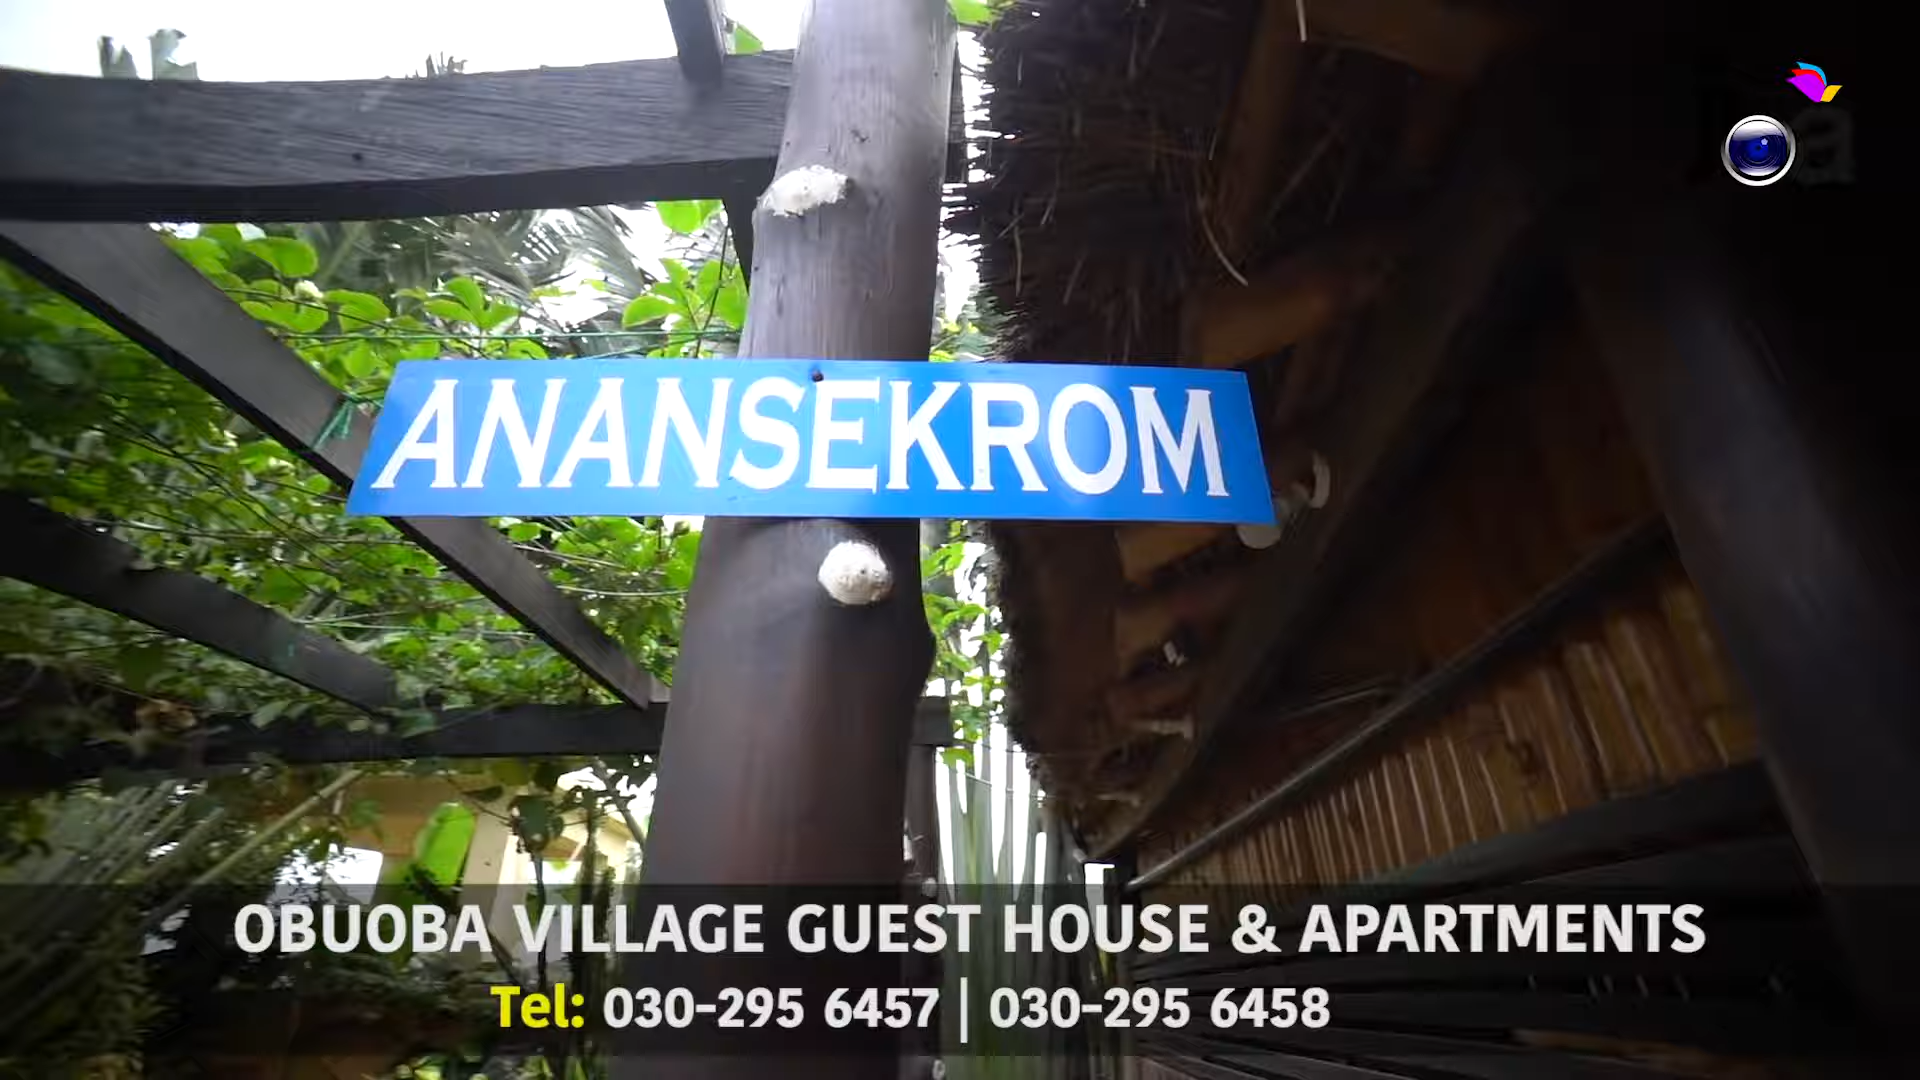 ANANSEKROM
OBUOBA VILLAGE GUEST HOUSE & APARTMENTS
Tel: 030-295 6457 | 030-295 6458